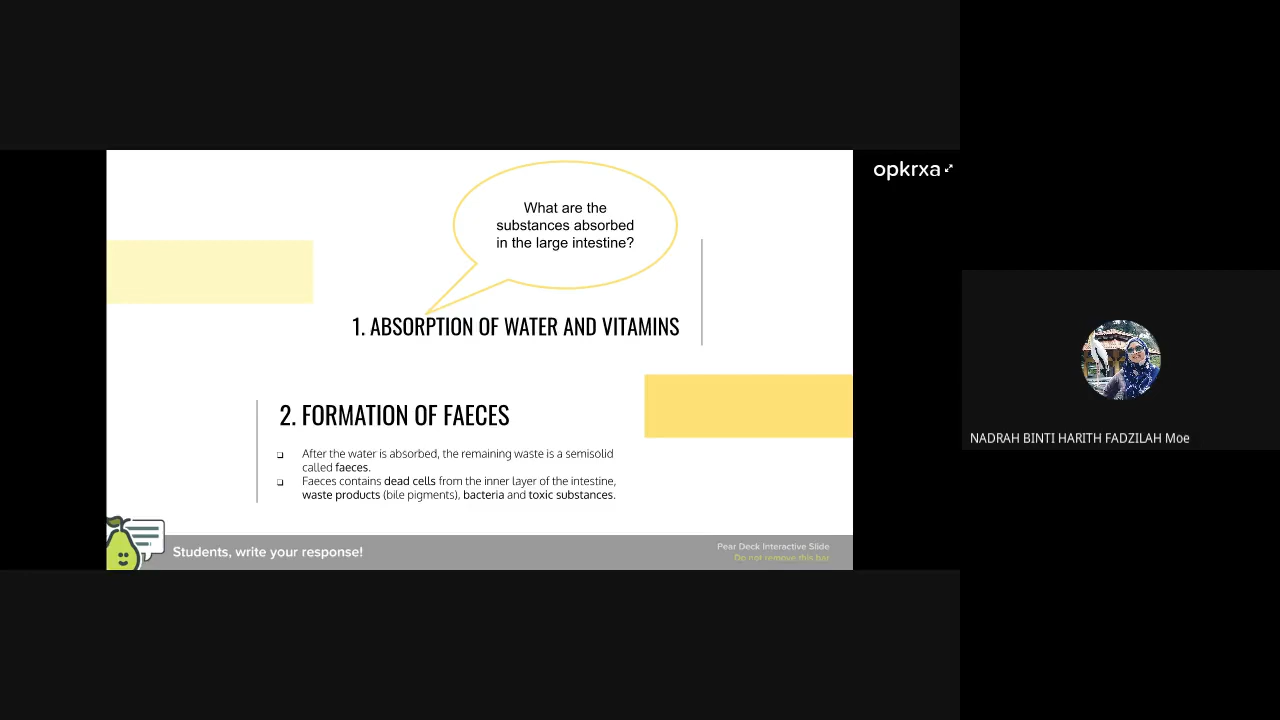 What are the
substances absorbed
in the large intestine?
opkrxa
1. ABSORPTION OF WATER AND VITAMINS
2. FORMATION OF FAECES
After the water is absorbed, the remaining waste is a semisolid
called faeces.
Faeces contains dead cells from the inner layer of the intestine,
waste products (bile pigments), bacteria and toxic substances.
NADRAH BINTI HARITH FADZILAH Moe
Students, write your response!
Pear Deck Interactive Slide
Do not remove this bar